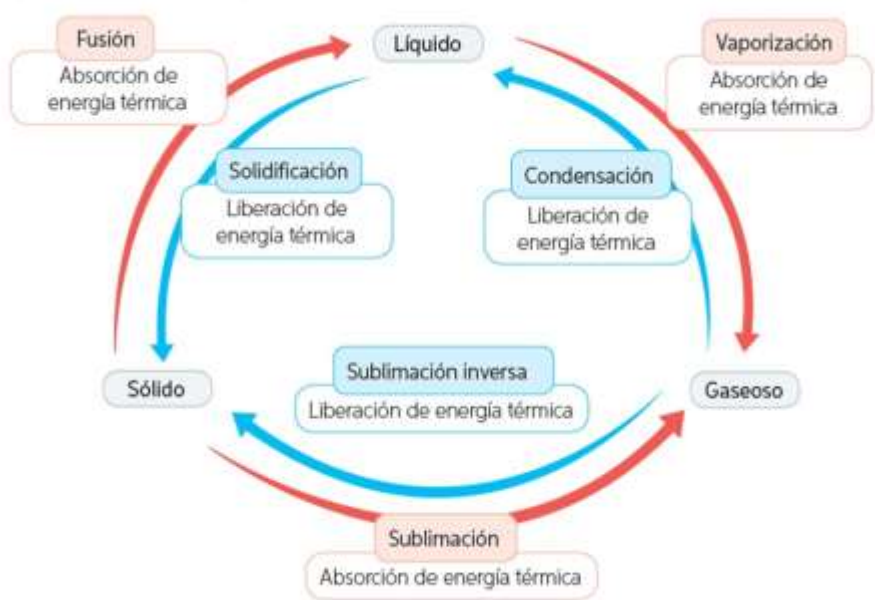 Fusión
Absorción de
energía térmica
Líquido
Vaporización
Absorción de
energía térmica
Solidificación
Liberación de
energía térmica
Condensación
Liberación de
energía térmica
Sólido
Sublimación inversa
Liberación de energía térmica
Gaseoso
Sublimación
Absorción de energía térmica